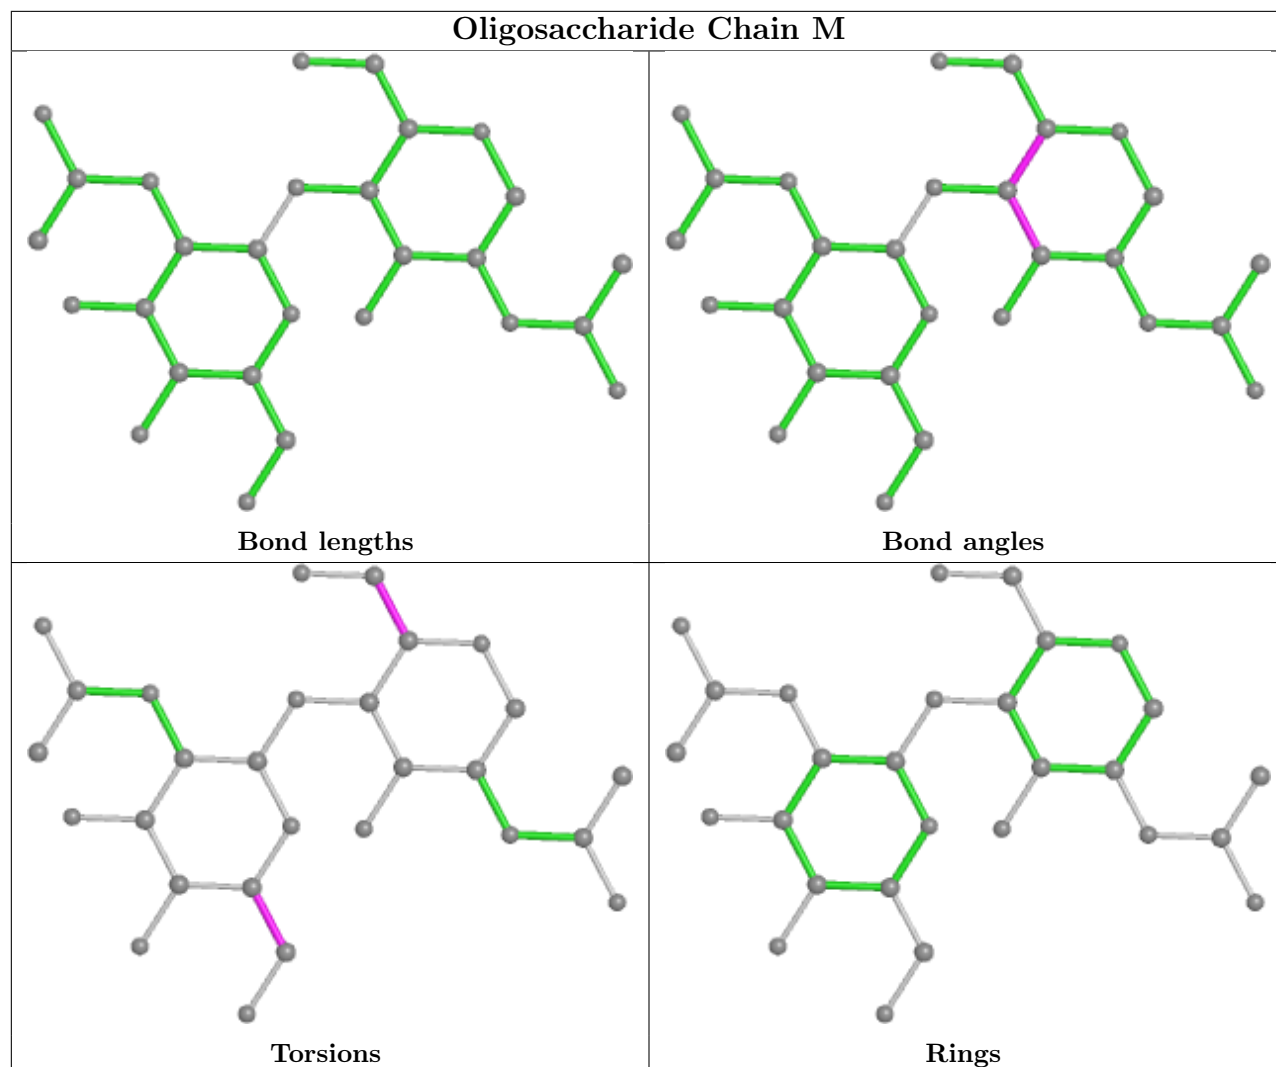 Oligosaccharide Chain M
Bond lengths
Bond angles
Torsions
Rings